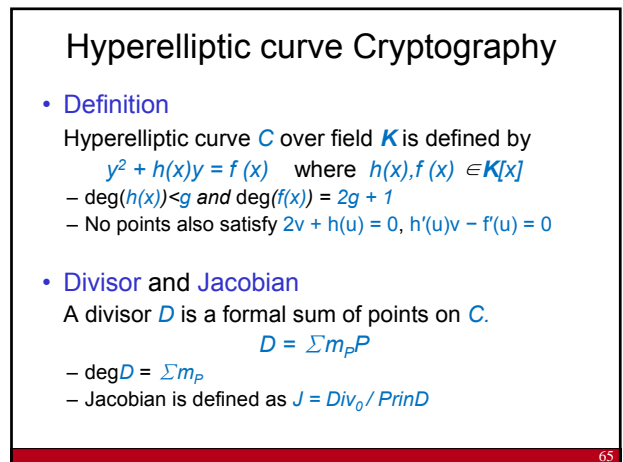 Hyperelliptic curve Cryptography
• Definition
Hyperelliptic curve C over field K is defined by
y² + h(x)y = f (x) where h(x),f (x) ∈K[x]
– deg(h(x))<g and deg(f(x)) = 2g + 1
– No points also satisfy 2v + h(u) = 0, h′(u)v − f′(u) = 0
• Divisor and Jacobian
A divisor D is a formal sum of points on C.
D = ΣmₚP
– degD = Σmₚ
– Jacobian is defined as J = Div₀ / PrinD
65